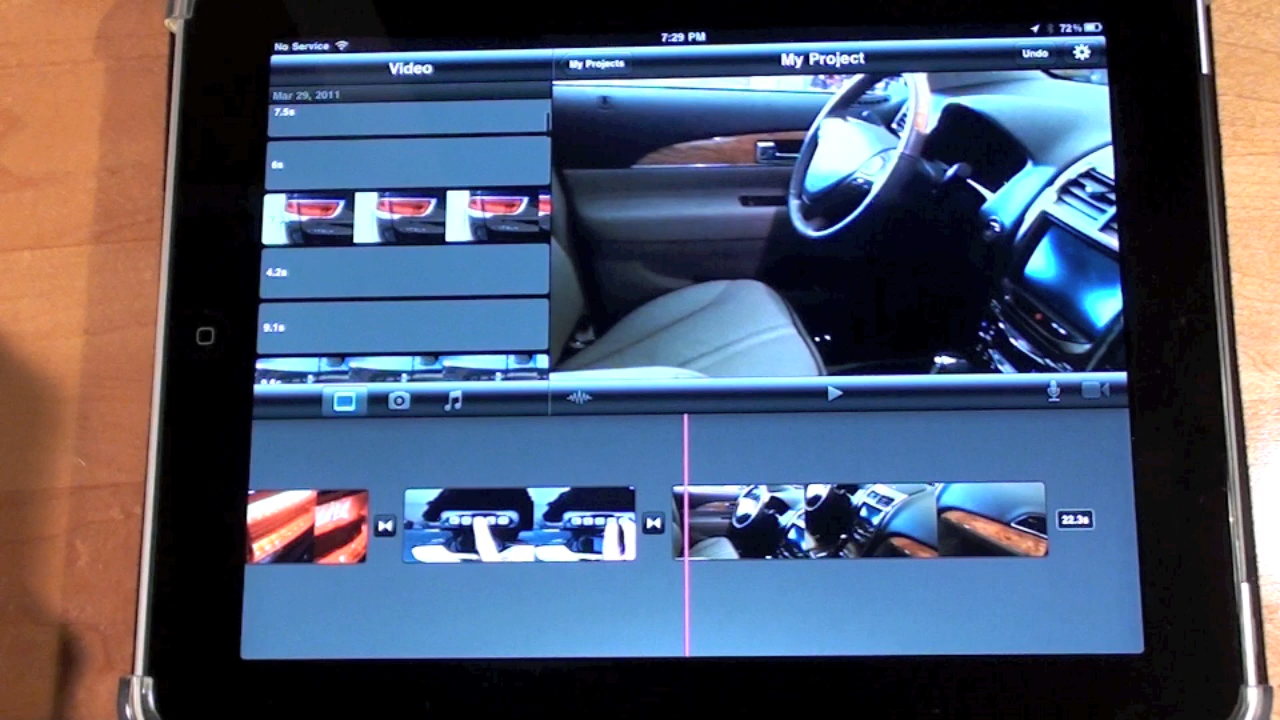 No Service
7:29 PM
72%
Video
My Projects
My Project
Undo
Mar 29, 2011
7.5s
6s
4.2s
9.1s
22.3s